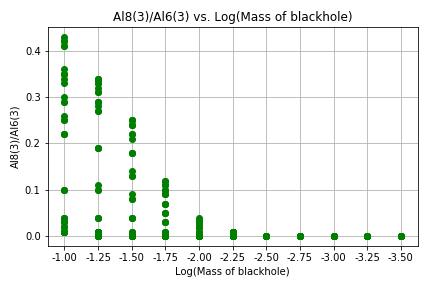 Al8(3)/Al6(3) vs. Log(Mass of blackhole)
0.4
0.3
0.2
0.1
0.0
Al8(3)/Al6(3)
-1.00 -1.25 -1.50 -1.75 -2.00 -2.25 -2.50 -2.75 -3.00 -3.25 -3.50
Log(Mass of blackhole)